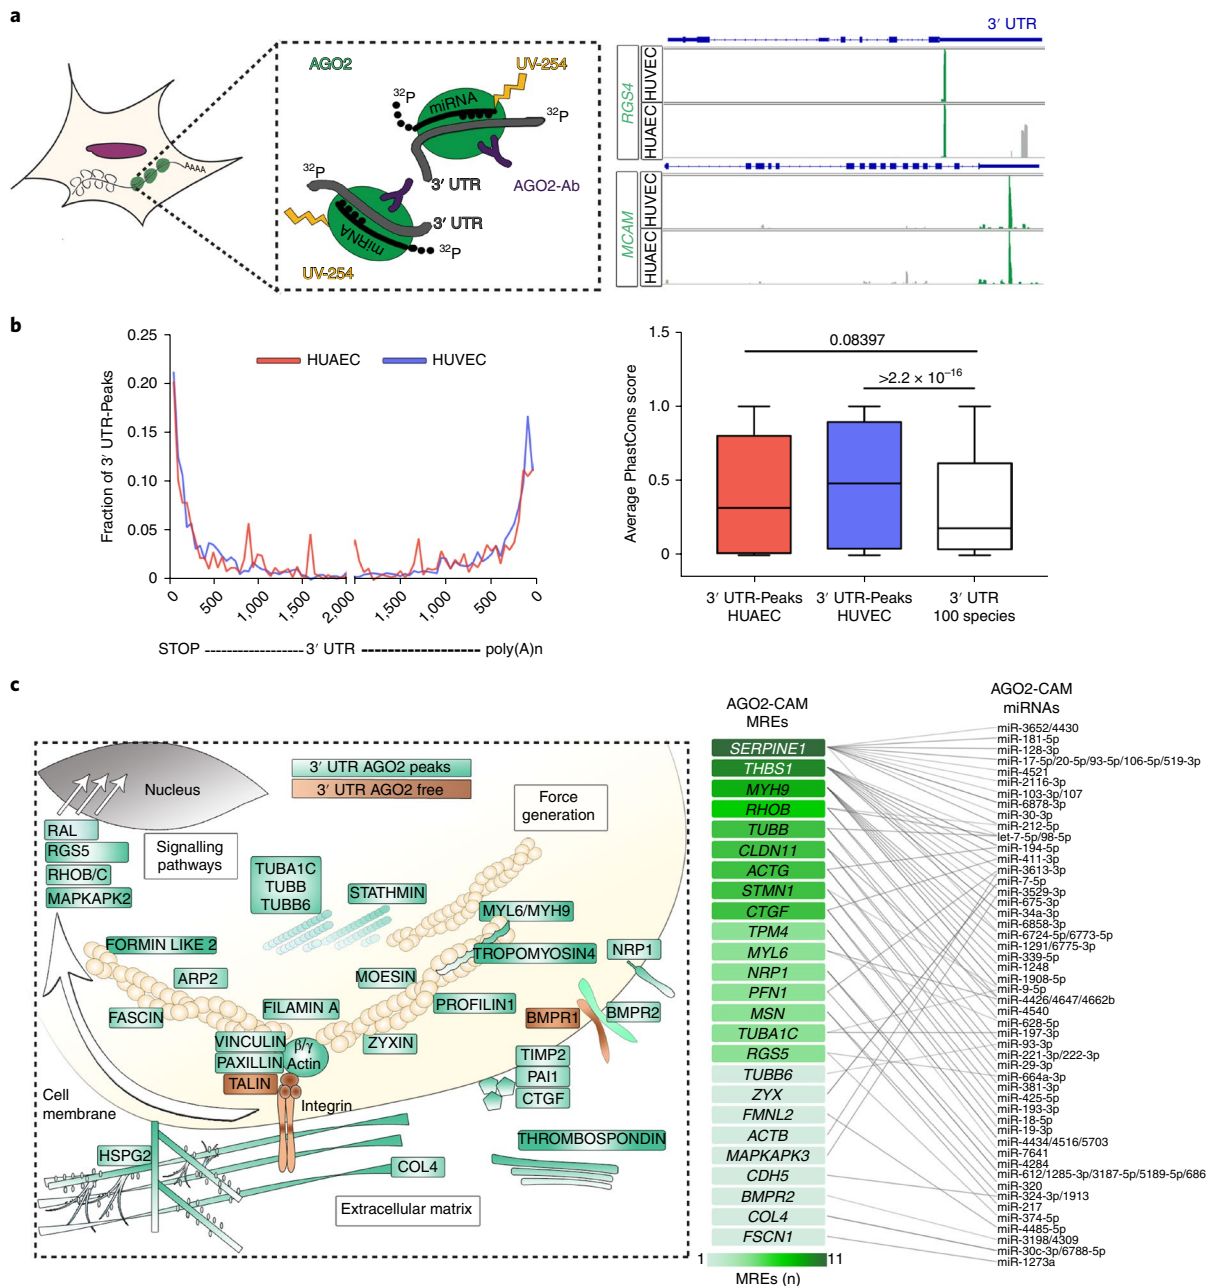 a
AGO2
UV-254
32P
miRNA
32P
3′ UTR
AGO2-Ab
32P
3′ UTR
miRNA
32P
UV-254
AAAA
3′ UTR
RGS4
HUVEC
HUAEC
MCAM
HUVEC
HUAEC
b
Fraction of 3′ UTR-Peaks
0.25
0.20
0.15
0.10
0.05
0
HUAEC
HUVEC
0
500
1,000
1,500
2,000
1,500
1,000
500
0
STOP -----------------3′ UTR -------------------- poly(A)n
Average PhastCons score
1.5
1.0
0.5
0
0.08397
>2.2 × 10−16
3′ UTR-Peaks
HUAEC
3′ UTR-Peaks
HUVEC
3′ UTR
100 species
c
Nucleus
3′ UTR AGO2 peaks
3′ UTR AGO2 free
Force
generation
RAL
RGS5
RHOB/C
MAPKAPK2
Signalling
pathways
TUBA1C
TUBB
TUBB6
STATHMIN
MYL6/MYH9
FORMIN LIKE 2
TROPOMYOSIN4
NRP1
ARP2
MOESIN
FASCIN
FILAMIN A
PROFILIN1
BMPR1
BMPR2
VINCULIN
PAXILLIN
TALIN
β/γ
Actin
ZYXIN
TIMP2
PAI1
CTGF
Cell
membrane
Integrin
THROMBOSPONDIN
HSPG2
COL4
Extracellular matrix
AGO2-CAM
MREs
SERPINE1
THBS1
MYH9
RHOB
TUBB
CLDN11
ACTG
STMN1
CTGF
TPM4
MYL6
NRP1
PFN1
MSN
TUBA1C
RGS5
TUBB6
ZYX
FMNL2
ACTB
MAPKAPK3
CDH5
BMPR2
COL4
FSCN1
1
11
MREs (n)
AGO2-CAM
miRNAs
miR-3652/4430
miR-181-5p
miR-128-3p
miR-17-5p/20-5p/93-5p/106-5p/519-3p
miR-4521
miR-2116-3p
miR-103-3p/107
miR-6878-3p
miR-30-3p
miR-212-5p
let-7-5p/98-5p
miR-194-5p
miR-411-3p
miR-3613-3p
miR-7-5p
miR-3529-3p
miR-675-3p
miR-34a-3p
miR-6858-3p
miR-6724-5p/6773-5p
miR-1291/6775-3p
miR-339-5p
miR-1248
miR-1908-5p
miR-9-5p
miR-4426/4647/4662b
miR-4540
miR-628-5p
miR-197-3p
miR-93-3p
miR-221-3p/222-3p
miR-29-3p
miR-664a-3p
miR-381-3p
miR-425-5p
miR-193-3p
miR-18-5p
miR-19-3p
miR-4434/4516/5703
miR-7641
miR-4284
miR-612/1285-3p/3187-5p/5189-5p/686
miR-320
miR-324-3p/1913
miR-217
miR-374-5p
miR-4485-5p
miR-3198/4309
miR-30c-3p/6788-5p
miR-1273a